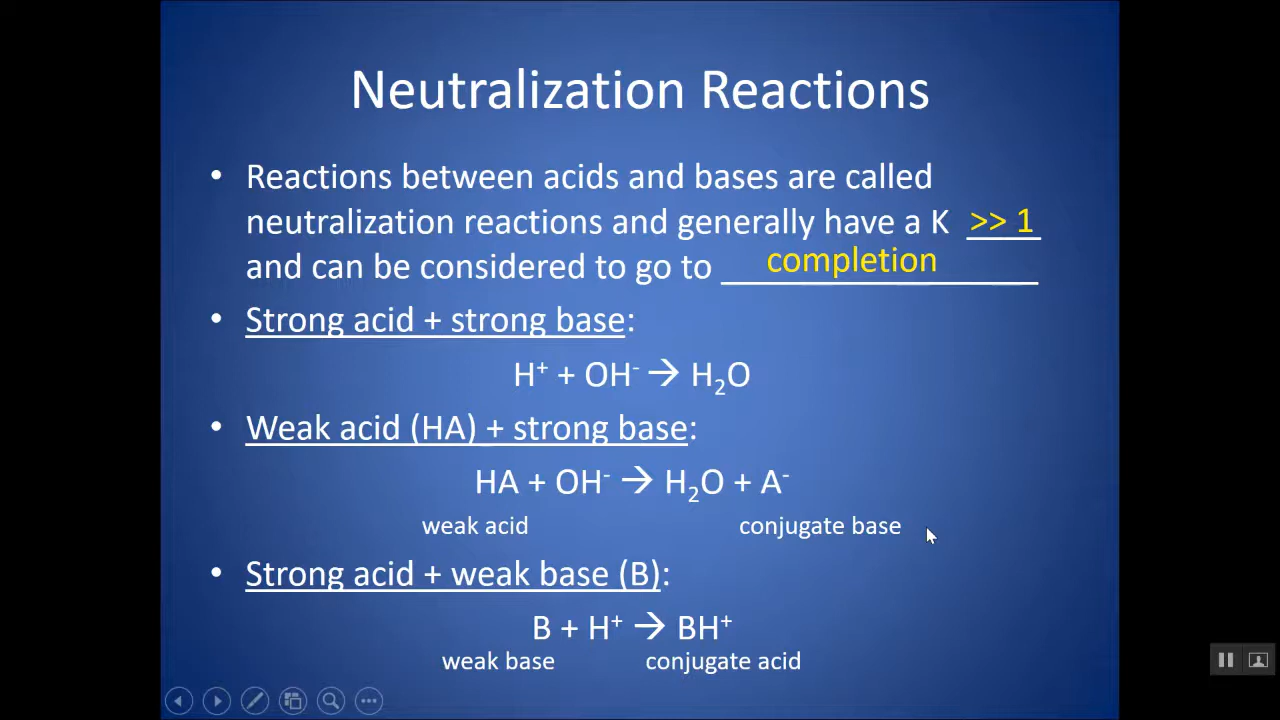 Neutralization Reactions
• Reactions between acids and bases are called
neutralization reactions and generally have a K >> 1
and can be considered to go to completion
• Strong acid + strong base:
H⁺ + OH⁻ → H₂O
• Weak acid (HA) + strong base:
HA + OH⁻ → H₂O + A⁻
weak acid conjugate base
• Strong acid + weak base (B):
B + H⁺ → BH⁺
weak base conjugate acid